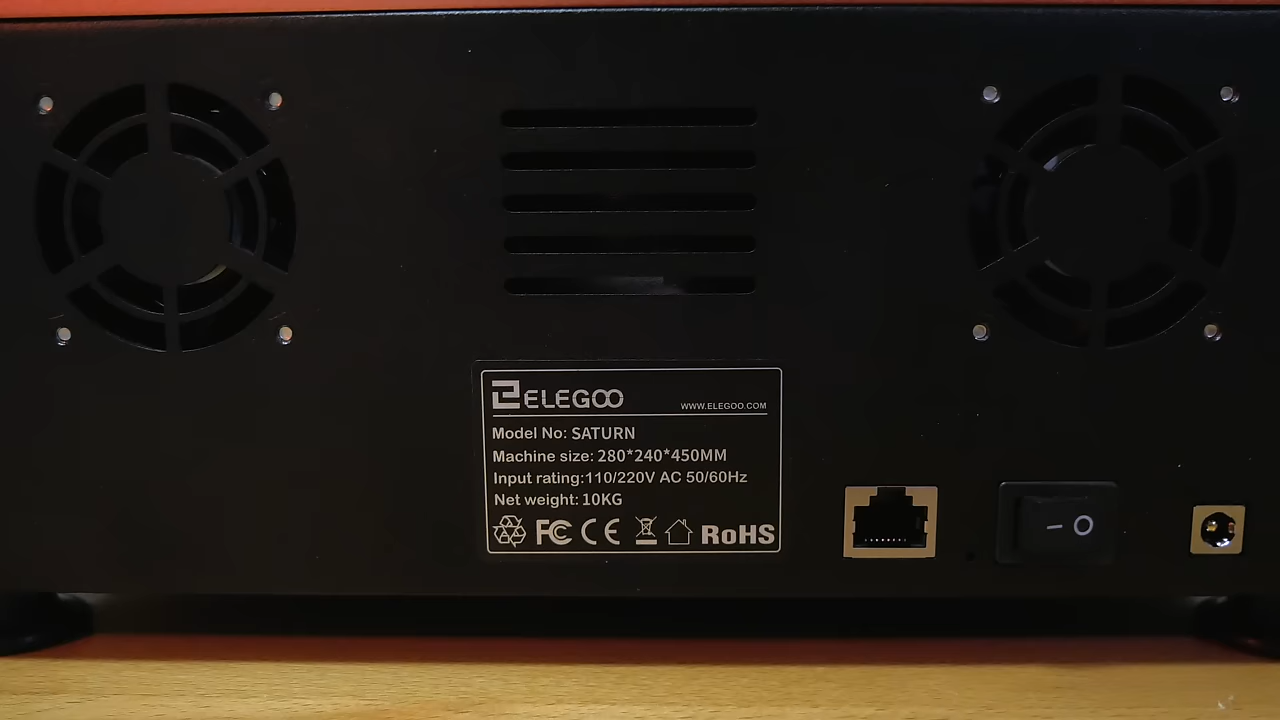 ELEGOO
WWW.ELEGOO.COM
Model No: SATURN
Machine size: 280*240*450MM
Input rating:110/220V AC 50/60Hz
Net weight: 10KG
FC CE RoHS
– O